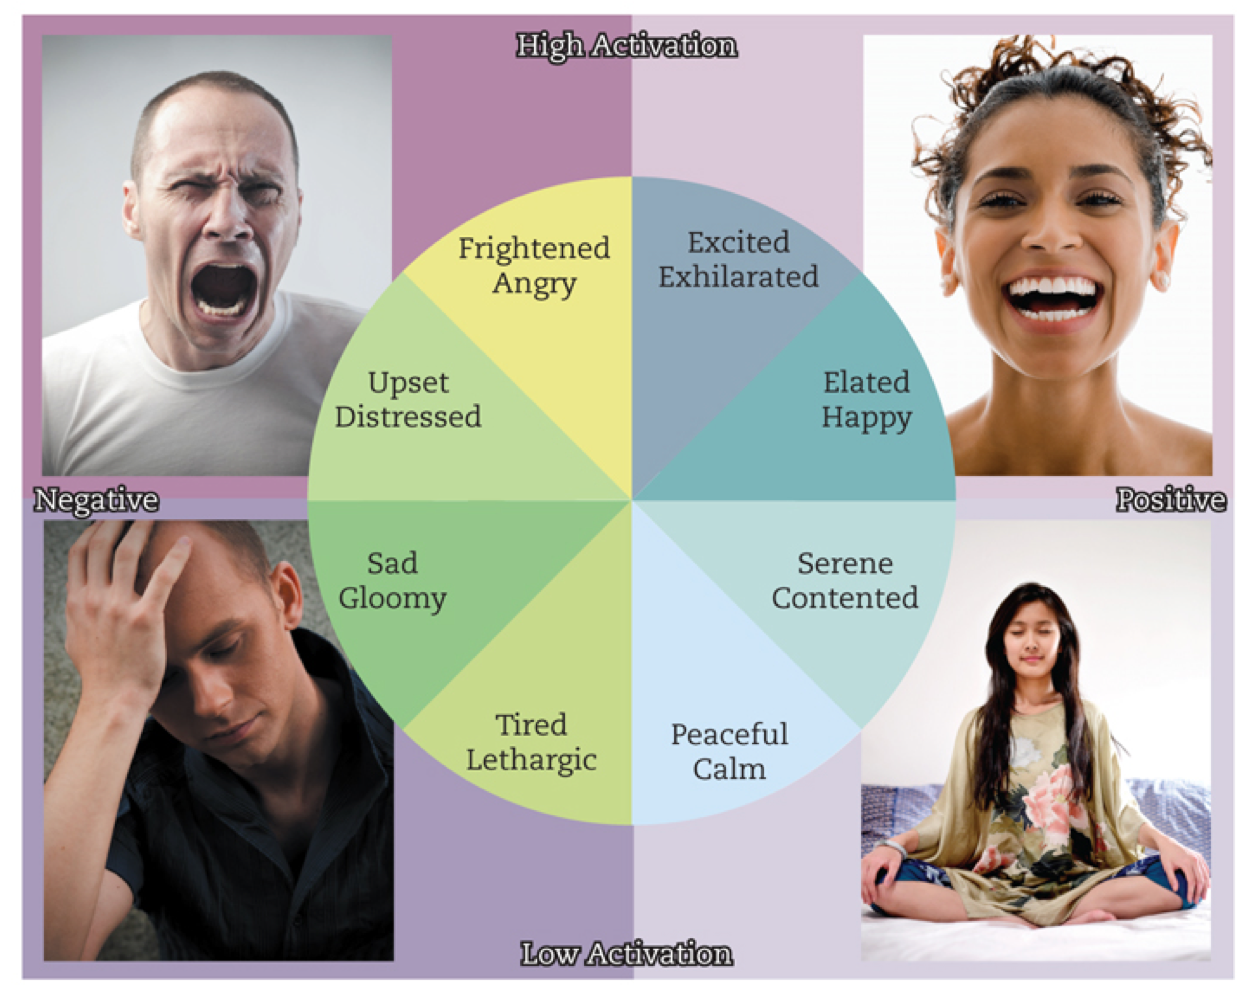 High Activation
Frightened
Angry
Excited
Exhilarated
Upset
Distressed
Elated
Happy
Negative
Positive
Sad
Gloomy
Serene
Contented
Tired
Lethargic
Peaceful
Calm
Low Activation